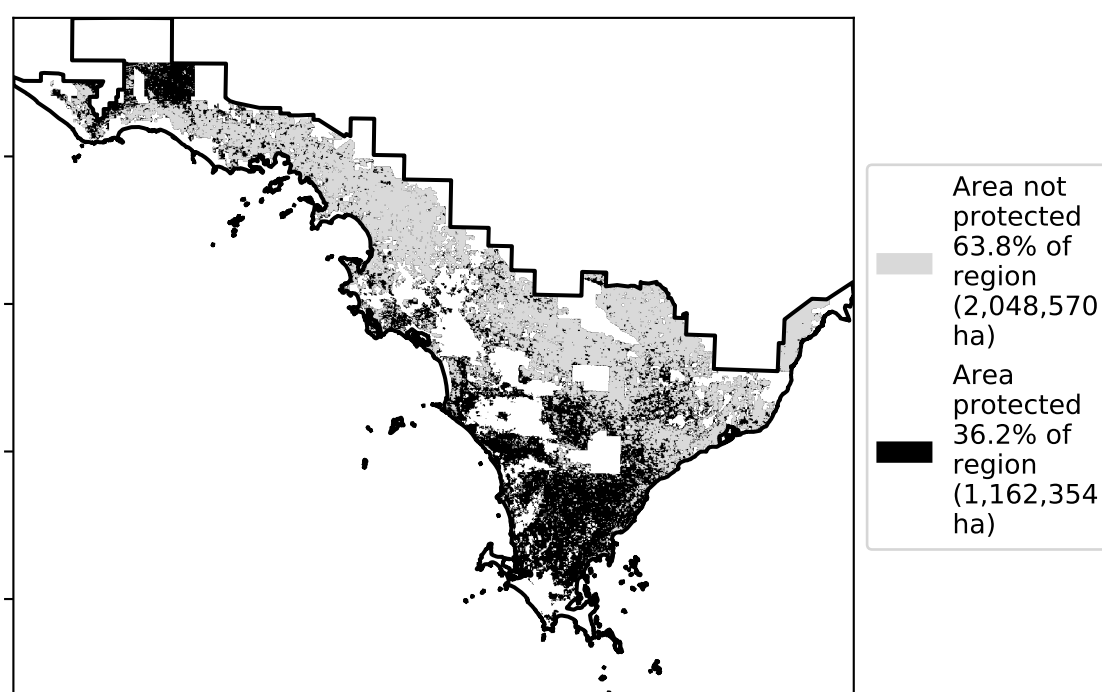 Area not
protected
63.8% of
region
(2,048,570
ha)
Area
protected
36.2% of
region
(1,162,354
ha)